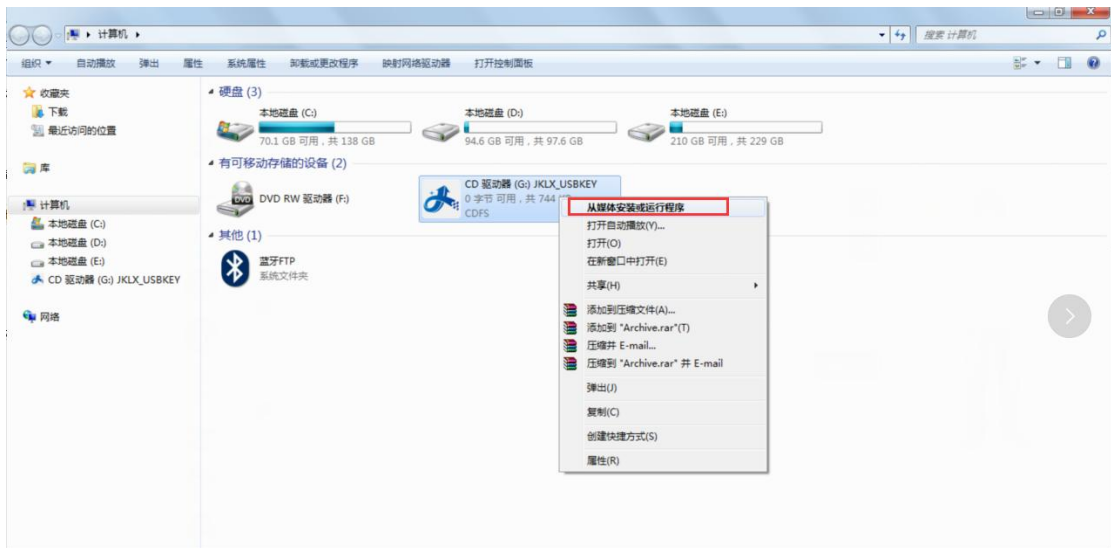 计算机
搜索 计算机
组织 自动播放 弹出 属性 系统属性 卸载或更改程序 映射网络驱动器 打开控制面板
收藏夹
下载
最近访问的位置
库
计算机
本地磁盘 (C:)
本地磁盘 (D:)
本地磁盘 (E:)
CD 驱动器 (G:) JKLX_USBKEY
网络
硬盘 (3)
本地磁盘 (C:)
70.1 GB 可用，共 138 GB
本地磁盘 (D:)
94.6 GB 可用，共 97.6 GB
本地磁盘 (E:)
210 GB 可用，共 229 GB
有可移动存储的设备 (2)
DVD RW 驱动器 (F:)
CD 驱动器 (G:) JKLX_USBKEY
0 字节 可用，共 744
CDFS
其他 (1)
蓝牙FTP
系统文件夹
从媒体安装或运行程序
打开自动播放(Y)...
打开(O)
在新窗口中打开(E)
共享(H)
添加到压缩文件(A)...
添加到 "Archive.rar"(T)
压缩并 E-mail...
压缩到 "Archive.rar" 并 E-mail
弹出(J)
复制(C)
创建快捷方式(S)
属性(R)